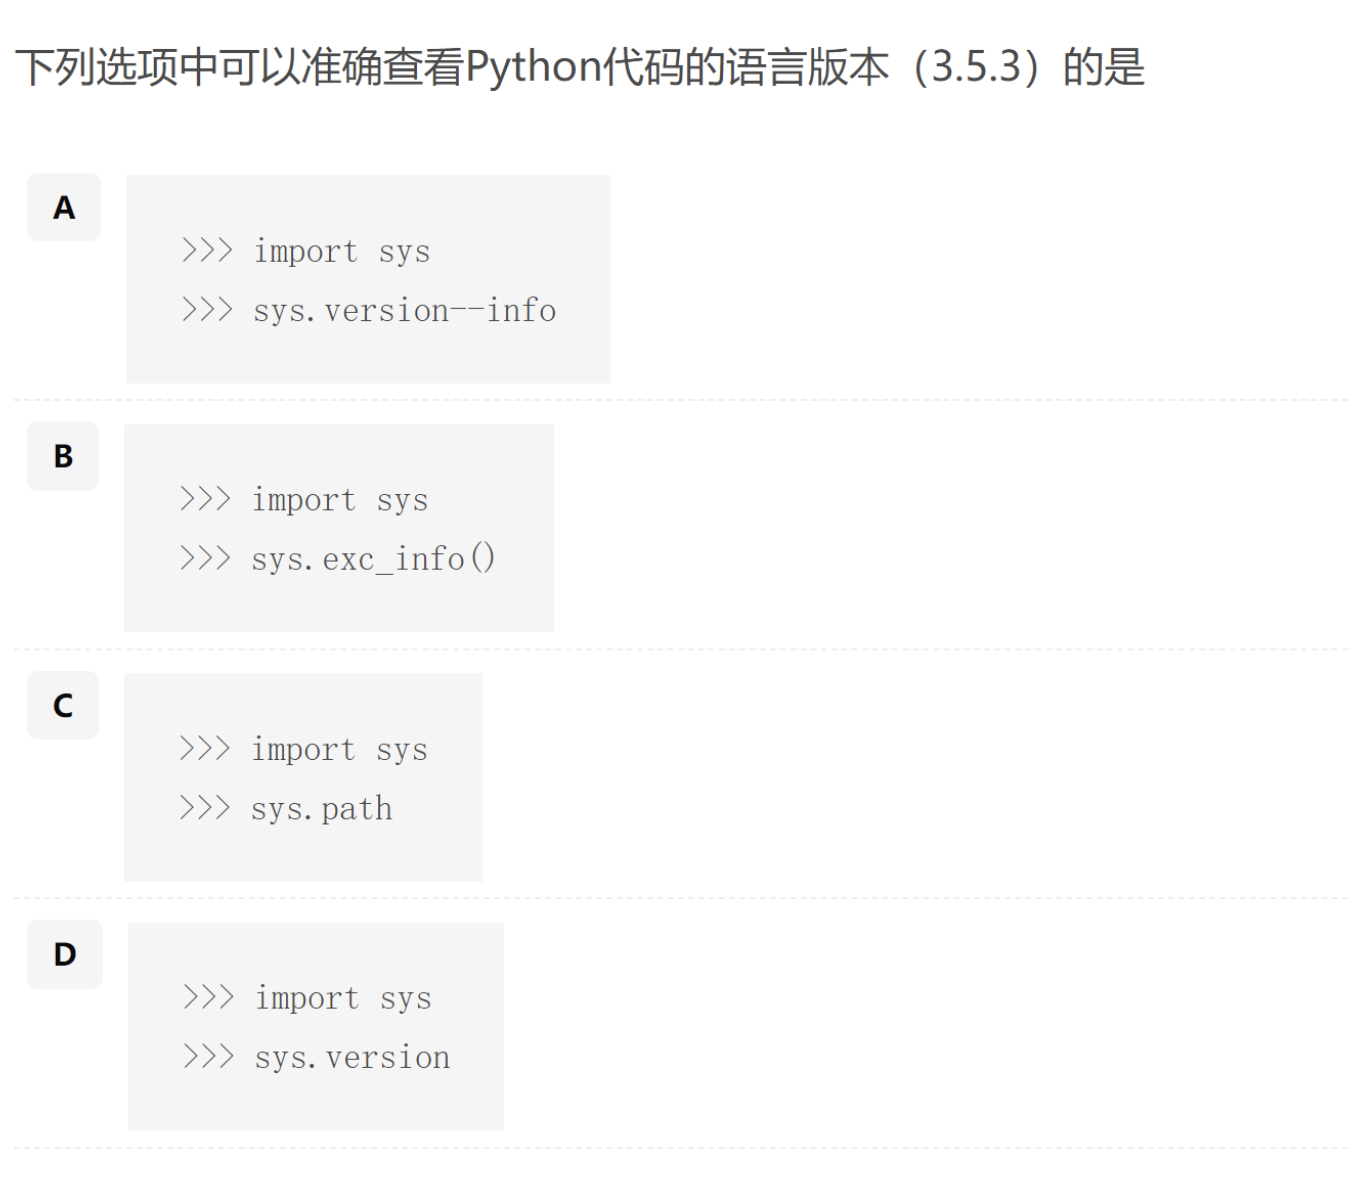 下列选项中可以准确查看Python代码的语言版本（3.5.3）的是
A
>>> import sys
>>> sys.version--info
B
>>> import sys
>>> sys.exc_info()
C
>>> import sys
>>> sys.path
D
>>> import sys
>>> sys.version